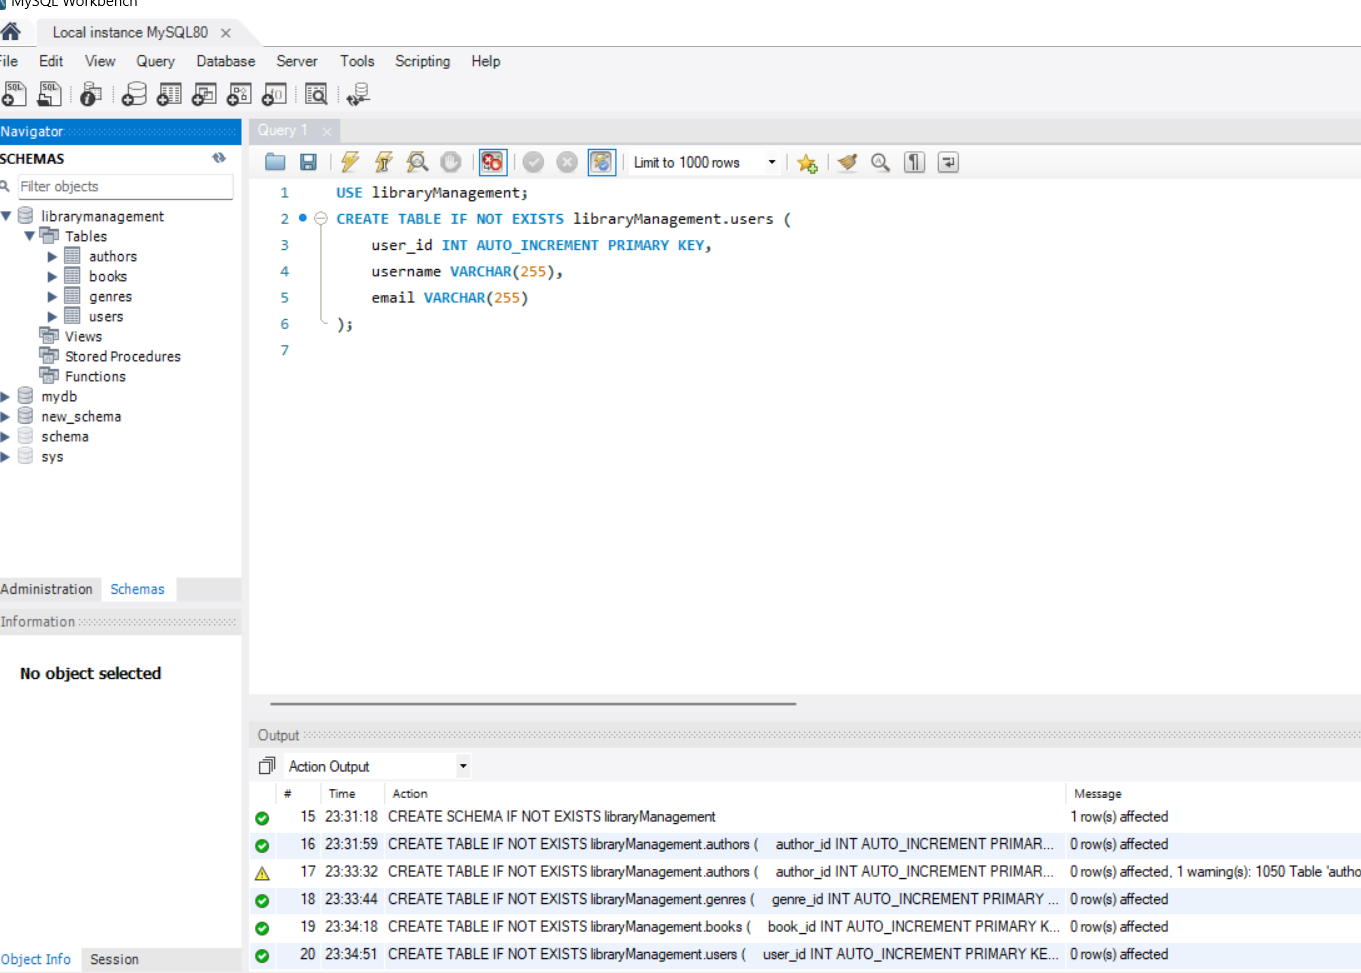 MySQL Workbench
Local instance MySQL80
File Edit View Query Database Server Tools Scripting Help
Navigator
Query 1
SCHEMAS
Limit to 1000 rows
Filter objects
librarymanagement
Tables
authors
books
genres
users
Views
Stored Procedures
Functions
mydb
new_schema
schema
sys
1 USE libraryManagement;
2 CREATE TABLE IF NOT EXISTS libraryManagement.users (
3 user_id INT AUTO_INCREMENT PRIMARY KEY,
4 username VARCHAR(255),
5 email VARCHAR(255)
6 );
7
Administration Schemas
Information
No object selected
Object Info Session
Output
Action Output
# Time Action Message
15 23:31:18 CREATE SCHEMA IF NOT EXISTS libraryManagement 1 row(s) affected
16 23:31:59 CREATE TABLE IF NOT EXISTS libraryManagement.authors ( author_id INT AUTO_INCREMENT PRIMAR... 0 row(s) affected
17 23:33:32 CREATE TABLE IF NOT EXISTS libraryManagement.authors ( author_id INT AUTO_INCREMENT PRIMAR... 0 row(s) affected, 1 warning(s): 1050 Table 'autho
18 23:33:44 CREATE TABLE IF NOT EXISTS libraryManagement.genres ( genre_id INT AUTO_INCREMENT PRIMARY ... 0 row(s) affected
19 23:34:18 CREATE TABLE IF NOT EXISTS libraryManagement.books ( book_id INT AUTO_INCREMENT PRIMARY K... 0 row(s) affected
20 23:34:51 CREATE TABLE IF NOT EXISTS libraryManagement.users ( user_id INT AUTO_INCREMENT PRIMARY KE... 0 row(s) affected